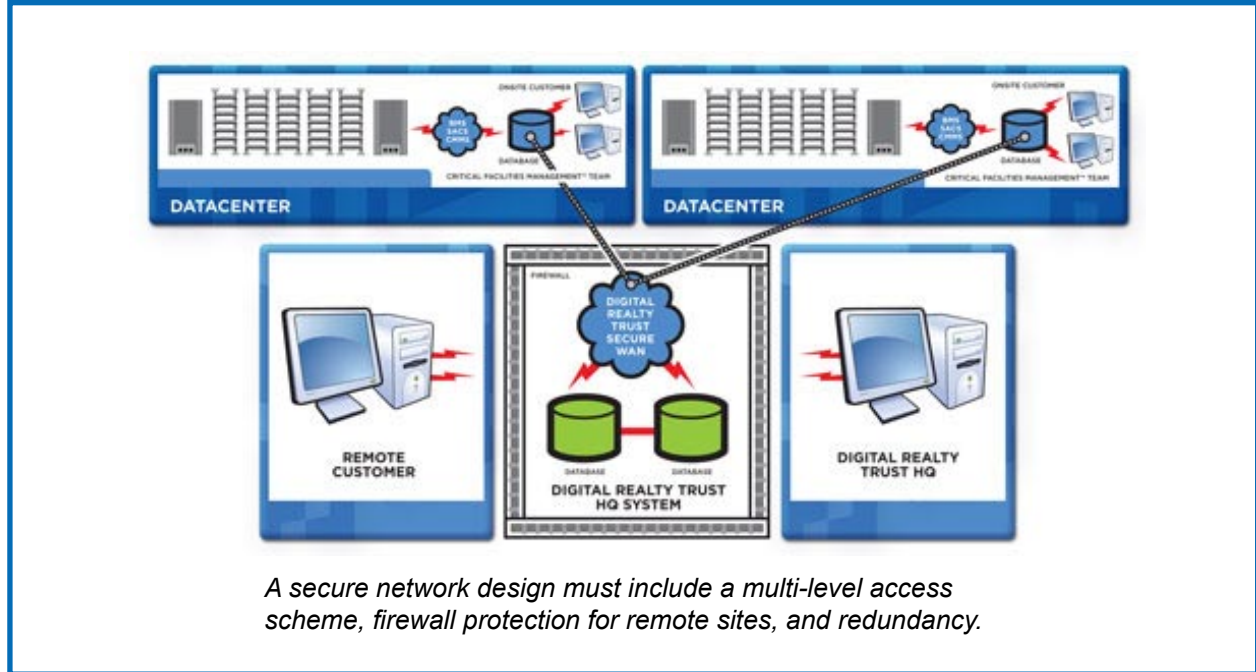 ONSITE CUSTOMER
BMS
SACS
CMMS
DATABASE
CRITICAL FACILITIES MANAGEMENT™ TEAM
DATACENTER
ONSITE CUSTOMER
BMS
SACS
CMMS
DATABASE
CRITICAL FACILITIES MANAGEMENT™ TEAM
DATACENTER
REMOTE
CUSTOMER
FIREWALL
DIGITAL
REALTY
TRUST
SECURE
WAN
DATABASE
DATABASE
DIGITAL REALTY TRUST
HQ SYSTEM
DIGITAL REALTY
TRUST HQ
A secure network design must include a multi-level access
scheme, firewall protection for remote sites, and redundancy.